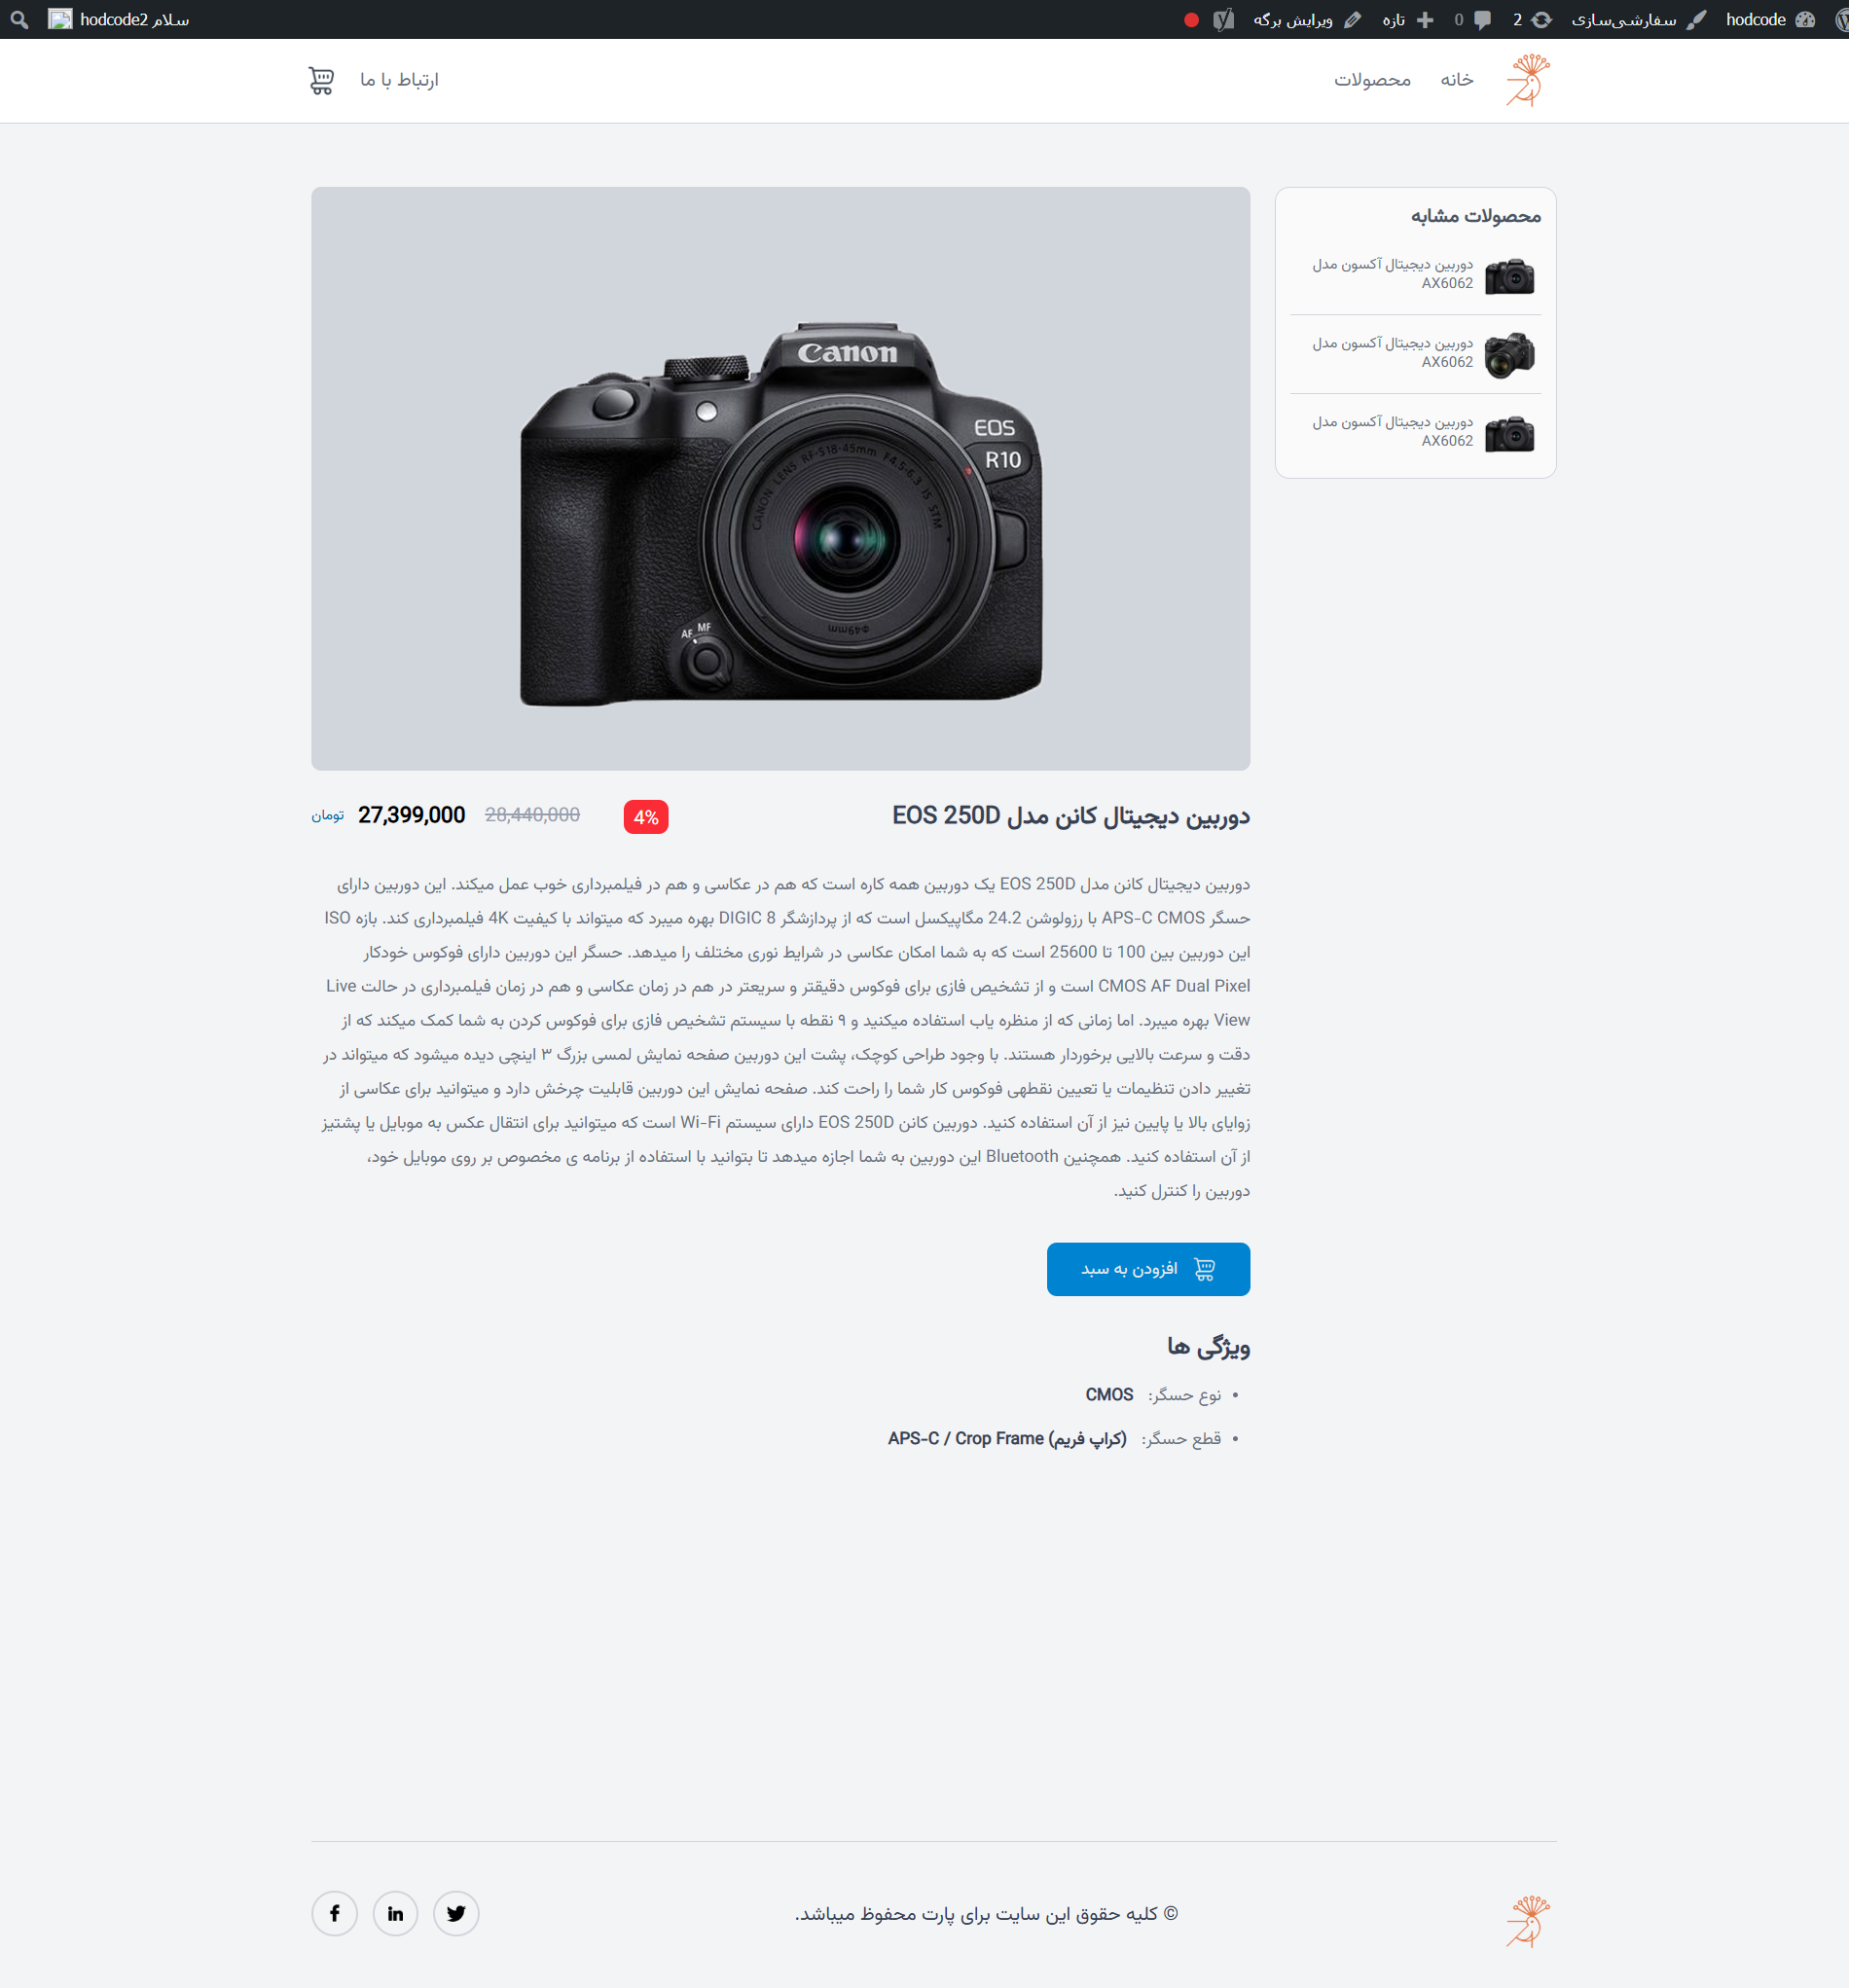 hodcode
سفارشی‌سازی
2
0
تازه
ویرایش برگه
سلام hodcode2
خانه
محصولات
ارتباط با ما
محصولات مشابه
دوربین دیجیتال آکسون مدل
AX6062
دوربین دیجیتال آکسون مدل
AX6062
دوربین دیجیتال آکسون مدل
AX6062
Canon
EOS
R10
CANON LENS RF-S18-45mm F4.5-6.3 IS STM
Φ49mm
AF MF
دوربین دیجیتال کانن مدل EOS 250D
4%
28,440,000
27,399,000
تومان
دوربین دیجیتال کانن مدل EOS 250D یک دوربین همه کاره است که هم در عکاسی و هم در فیلمبرداری خوب عمل میکند. این دوربین دارای
حسگر APS-C CMOS با رزولوشن 24.2 مگاپیکسل است که از پردازشگر DIGIC 8 بهره میبرد که میتواند با کیفیت 4K فیلمبرداری کند. بازه ISO
این دوربین بین 100 تا 25600 است که به شما امکان عکاسی در شرایط نوری مختلف را میدهد. حسگر این دوربین دارای فوکوس خودکار
CMOS AF Dual Pixel است و از تشخیص فازی برای فوکوس دقیقتر و سریعتر در هم در زمان عکاسی و هم در زمان فیلمبرداری در حالت Live
View بهره میبرد. اما زمانی که از منظره یاب استفاده میکنید و ۹ نقطه با سیستم تشخیص فازی برای فوکوس کردن به شما کمک میکند که از
دقت و سرعت بالایی برخوردار هستند. با وجود طراحی کوچک، پشت این دوربین صفحه نمایش لمسی بزرگ ۳ اینچی دیده میشود که میتواند در
تغییر دادن تنظیمات یا تعیین نقطهی فوکوس کار شما را راحت کند. صفحه نمایش این دوربین قابلیت چرخش دارد و میتوانید برای عکاسی از
زوایای بالا یا پایین نیز از آن استفاده کنید. دوربین کانن EOS 250D دارای سیستم Wi-Fi است که میتوانید برای انتقال عکس به موبایل یا پشتیز
از آن استفاده کنید. همچنین Bluetooth این دوربین به شما اجازه میدهد تا بتوانید با استفاده از برنامه ی مخصوص بر روی موبایل خود،
دوربین را کنترل کنید.
افزودن به سبد
ویژگی ها
• نوع حسگر: CMOS
• قطع حسگر: APS-C / Crop Frame (کراپ فریم)
© کلیه حقوق این سایت برای پارت محفوظ میباشد.